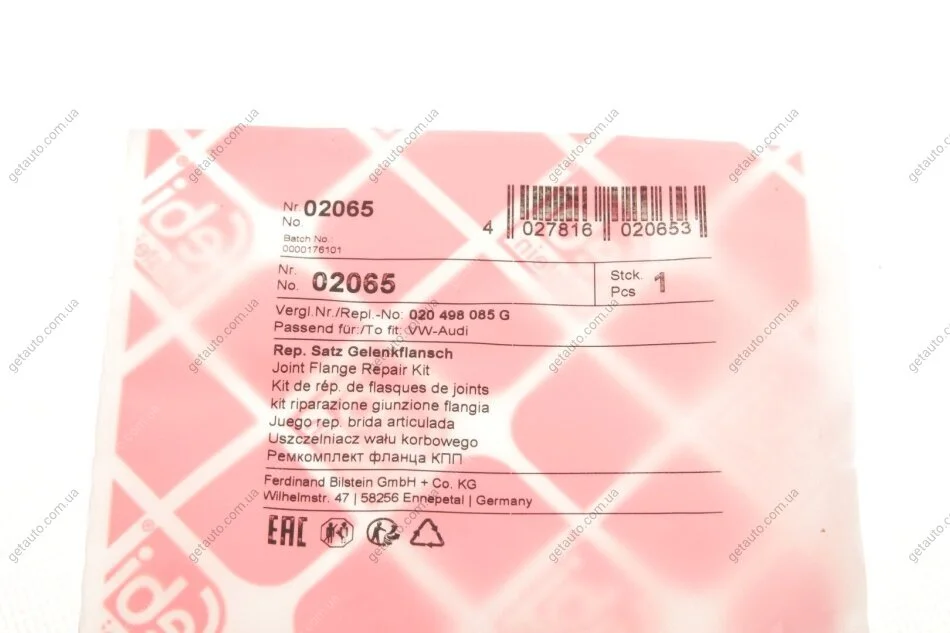 Nr.
No. 02065
Batch No.
0000176101
4 027816 020653
Nr.
No. 02065
Stck.
Pcs 1
Vergl.Nr./Repl.-No: 020 498 085 G
Passend für:/To fit: VW-Audi
Rep. Satz Gelenkflansch
Joint Flange Repair Kit
Kit de rép. de flasques de joints
kit riparazione giunzione flangia
Juego rep. brida articulada
Uszczelniacz wału korbowego
Ремкомплект фланца КПП
Ferdinand Bilstein GmbH + Co. KG
Wilhelmstr. 47 | 58256 Ennepetal | Germany
EAC
getauto.com.ua